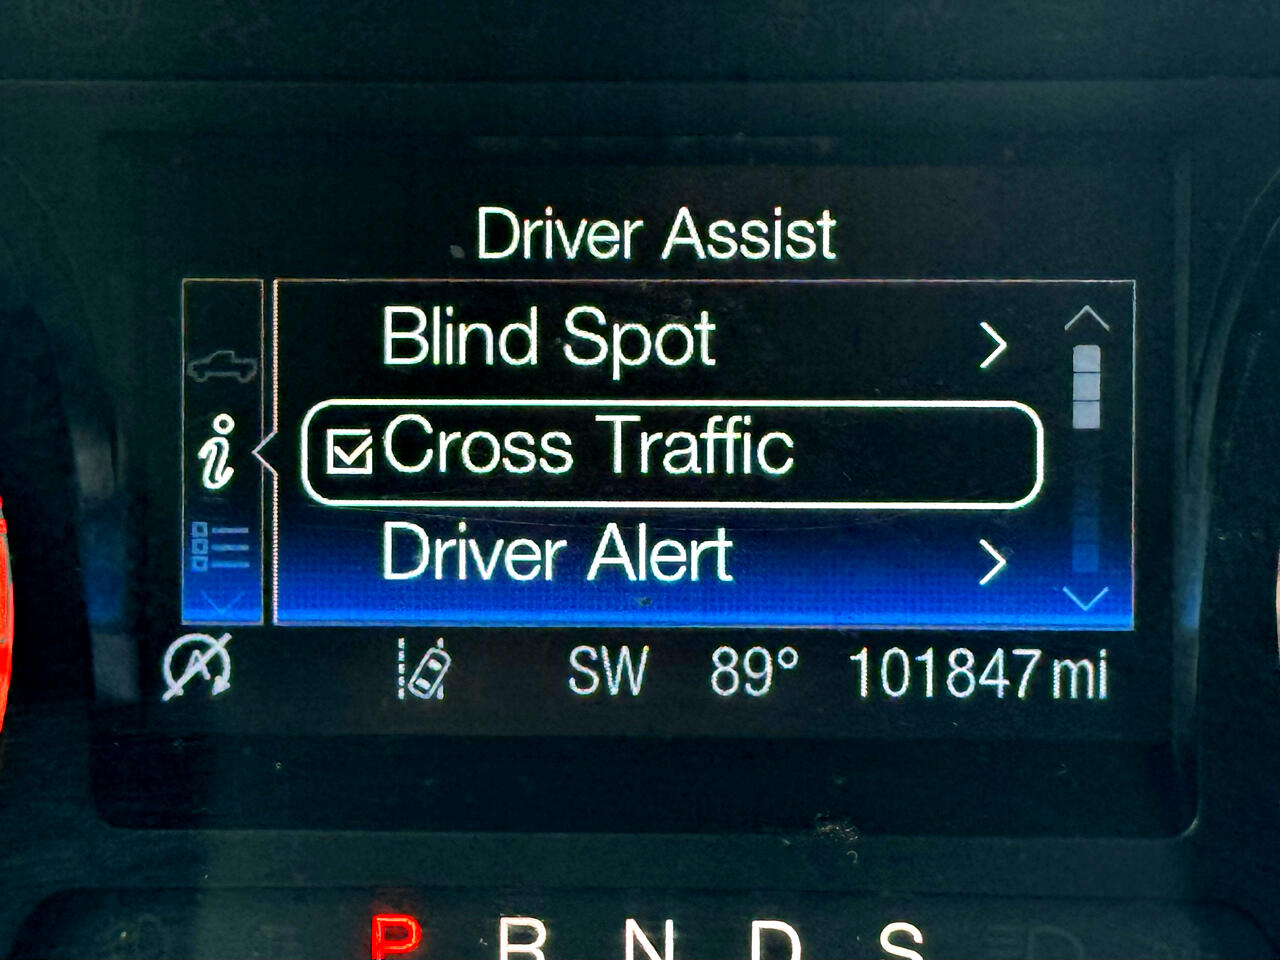 Driver Assist
Blind Spot
Cross Traffic
Driver Alert
SW 89° 101847 mi
P R N D S